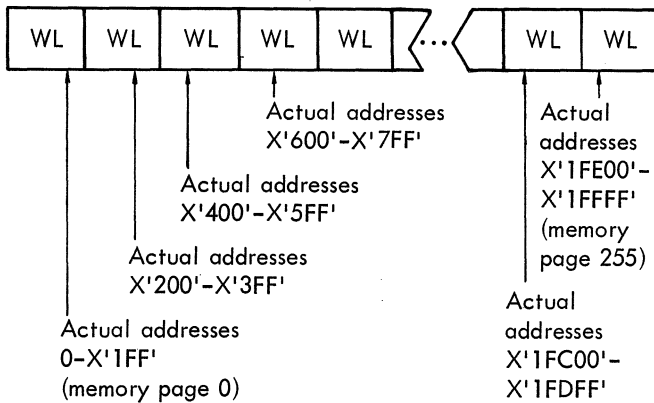 WL WL WL WL WL ... WL WL
Actual addresses
X'600'-X'7FF'
Actual addresses
X'400'-X'5FF'
Actual addresses
X'200'-X'3FF'
Actual addresses
0-X'1FF'
(memory page 0)
Actual
addresses
X'1FE00'-
X'1FFFF'
(memory
page 255)
Actual
addresses
X'1FC00'-
X'1FDFF'